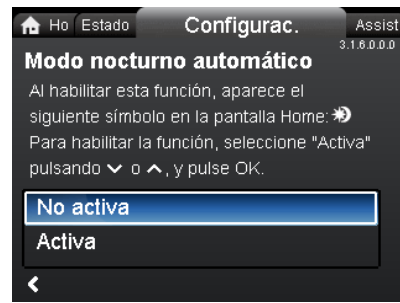 Ho Estado Configurac. Assist
3.1.6.0.0.0
Modo nocturno automático
Al habilitar esta función, aparece el
siguiente símbolo en la pantalla Home:
Para habilitar la función, seleccione "Activa"
pulsando o , y pulse OK.
No activa
Activa